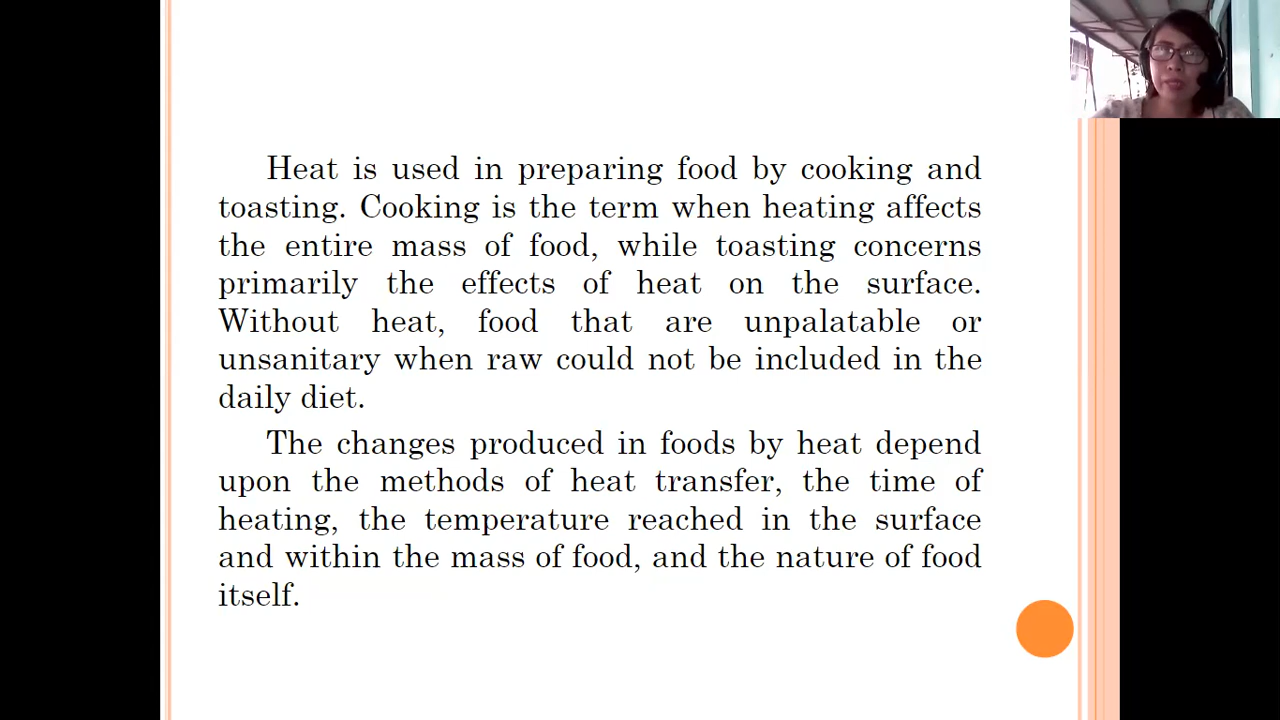 Heat is used in preparing food by cooking and
toasting. Cooking is the term when heating affects
the entire mass of food, while toasting concerns
primarily the effects of heat on the surface.
Without heat, food that are unpalatable or
unsanitary when raw could not be included in the
daily diet.
The changes produced in foods by heat depend
upon the methods of heat transfer, the time of
heating, the temperature reached in the surface
and within the mass of food, and the nature of food
itself.